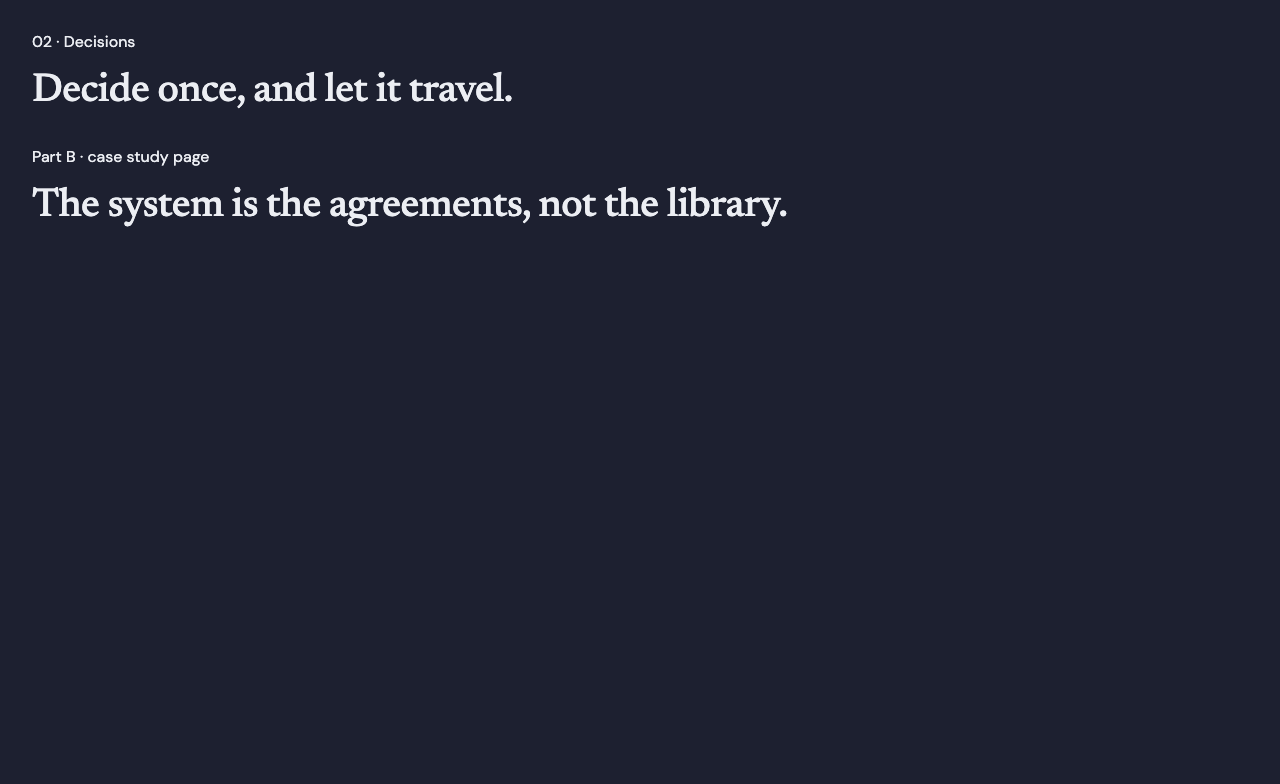 02 · Decisions
Decide once, and let it travel.
Part B · case study page
The system is the agreements, not the library.